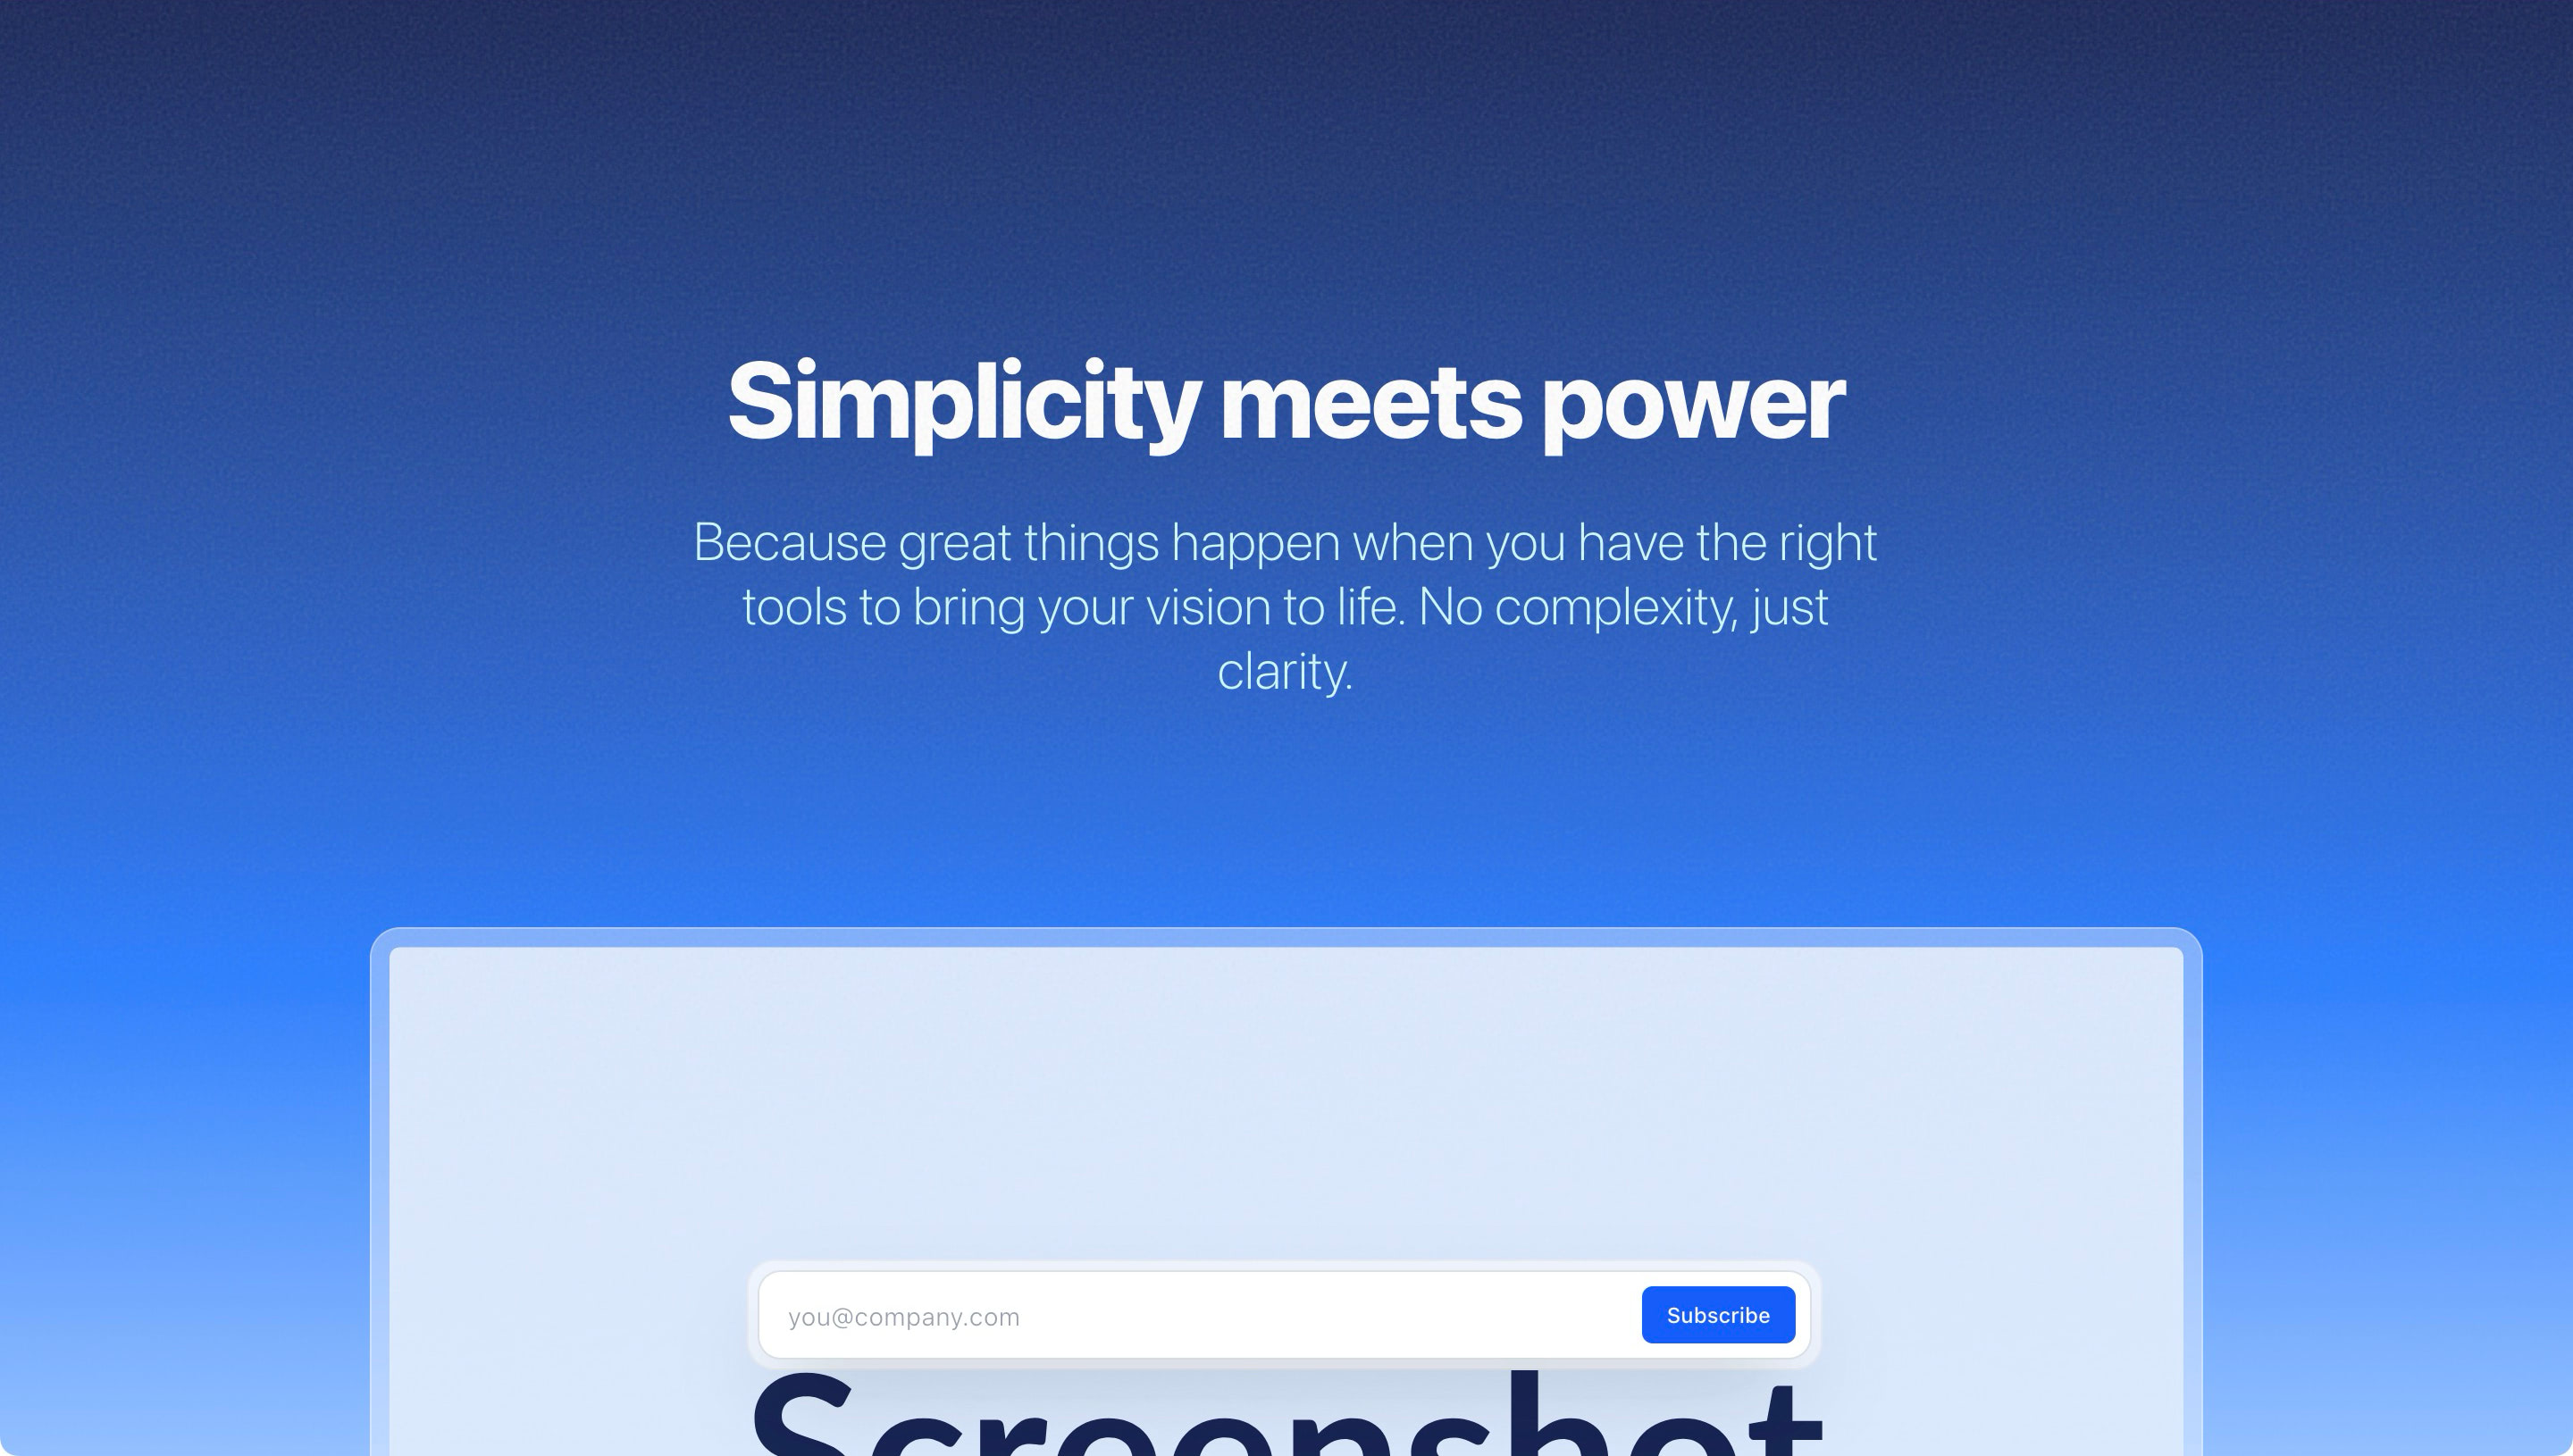 Simplicity meets power
Because great things happen when you have the right
tools to bring your vision to life. No complexity, just
clarity.
you@company.com
Subscribe
Screenshot